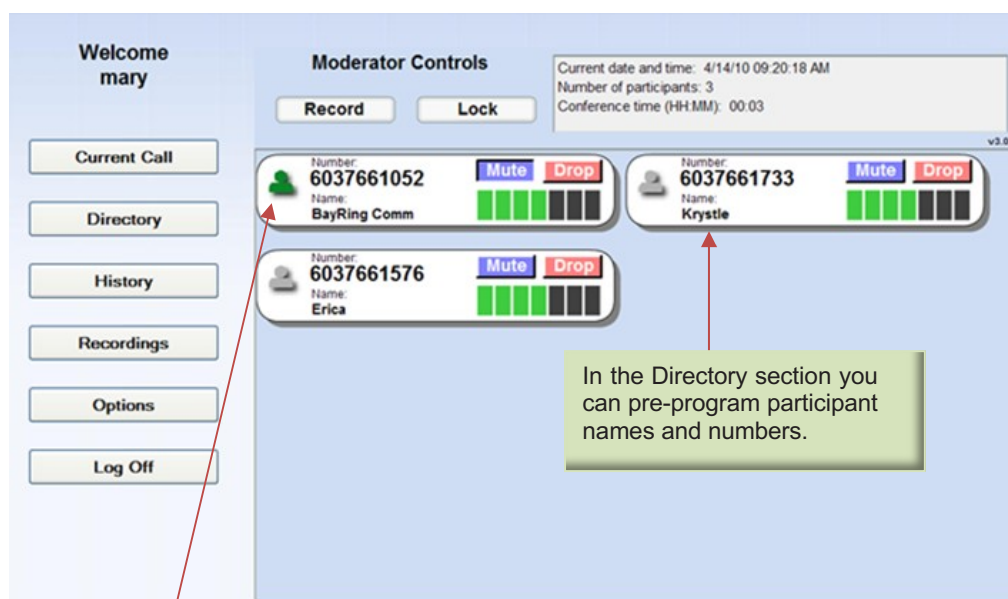 Welcome
mary
Current Call
Directory
History
Recordings
Options
Log Off
Moderator Controls
Record
Lock
Current date and time: 4/14/10 09:20:18 AM
Number of participants: 3
Conference time (HH:MM): 00:03
v3.0
Number:
6037661052
Name:
BayRing Comm
Mute
Drop
Number:
6037661733
Name:
Krystle
Mute
Drop
Number:
6037661576
Name:
Erica
Mute
Drop
In the Directory section you
can pre-program participant
names and numbers.